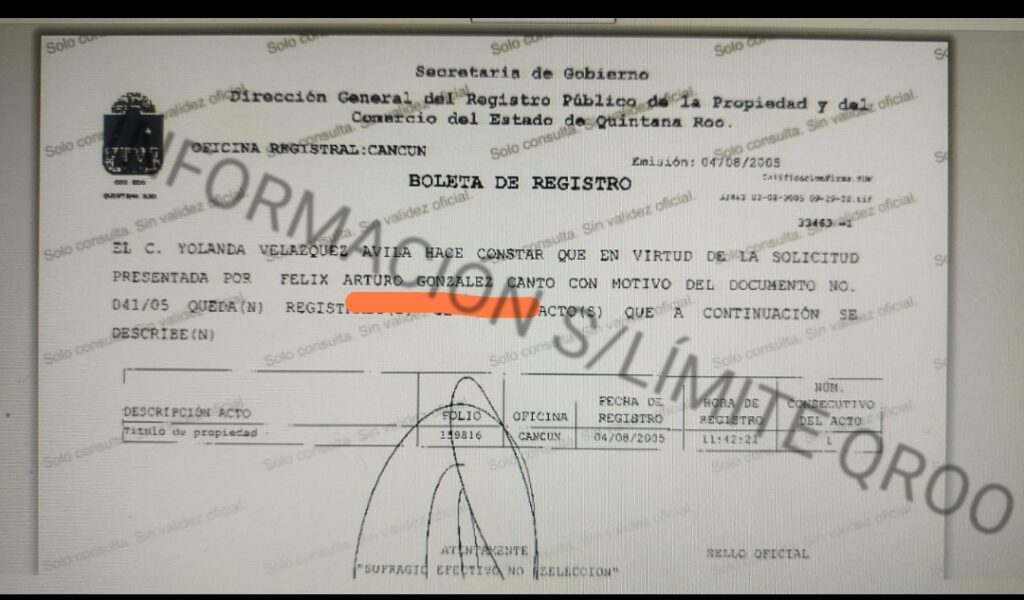 Secretaria de Gobierno
Dirección General del Registro Público de la Propiedad y del
Comercio del Estado de Quintana Roo.
OFICINA REGISTRAL:CANCUN
Emisión: 04/08/2005
BOLETA DE REGISTRO
33463 -1
EL C. YOLANDA VELAZQUEZ AVILA HACE CONSTAR QUE EN VIRTUD DE LA SOLICITUD
PRESENTADA POR FELIX ARTURO GONZALEZ CANTO CON MOTIVO DEL DOCUMENTO NO.
041/05 QUEDA(N) ACTO(S) QUE A CONTINUACIÓN SE
DESCRIBE(N)
DESCRIPCIÓN ACTO FOLIO OFICINA FECHA DE REGISTRO HORA DE REGISTRO NÚM. CONSECUTIVO DEL ACTO
Titulo de propiedad 159816 CANCUN 04/08/2005 11:42:21 1
ATENTAMENTE
SELLO OFICIAL
"SUFRAGIO EFECTIVO NO REELECCION"
INFORMACIÓN S/LÍMITE QROO
Solo consulta. Sin validez oficial.